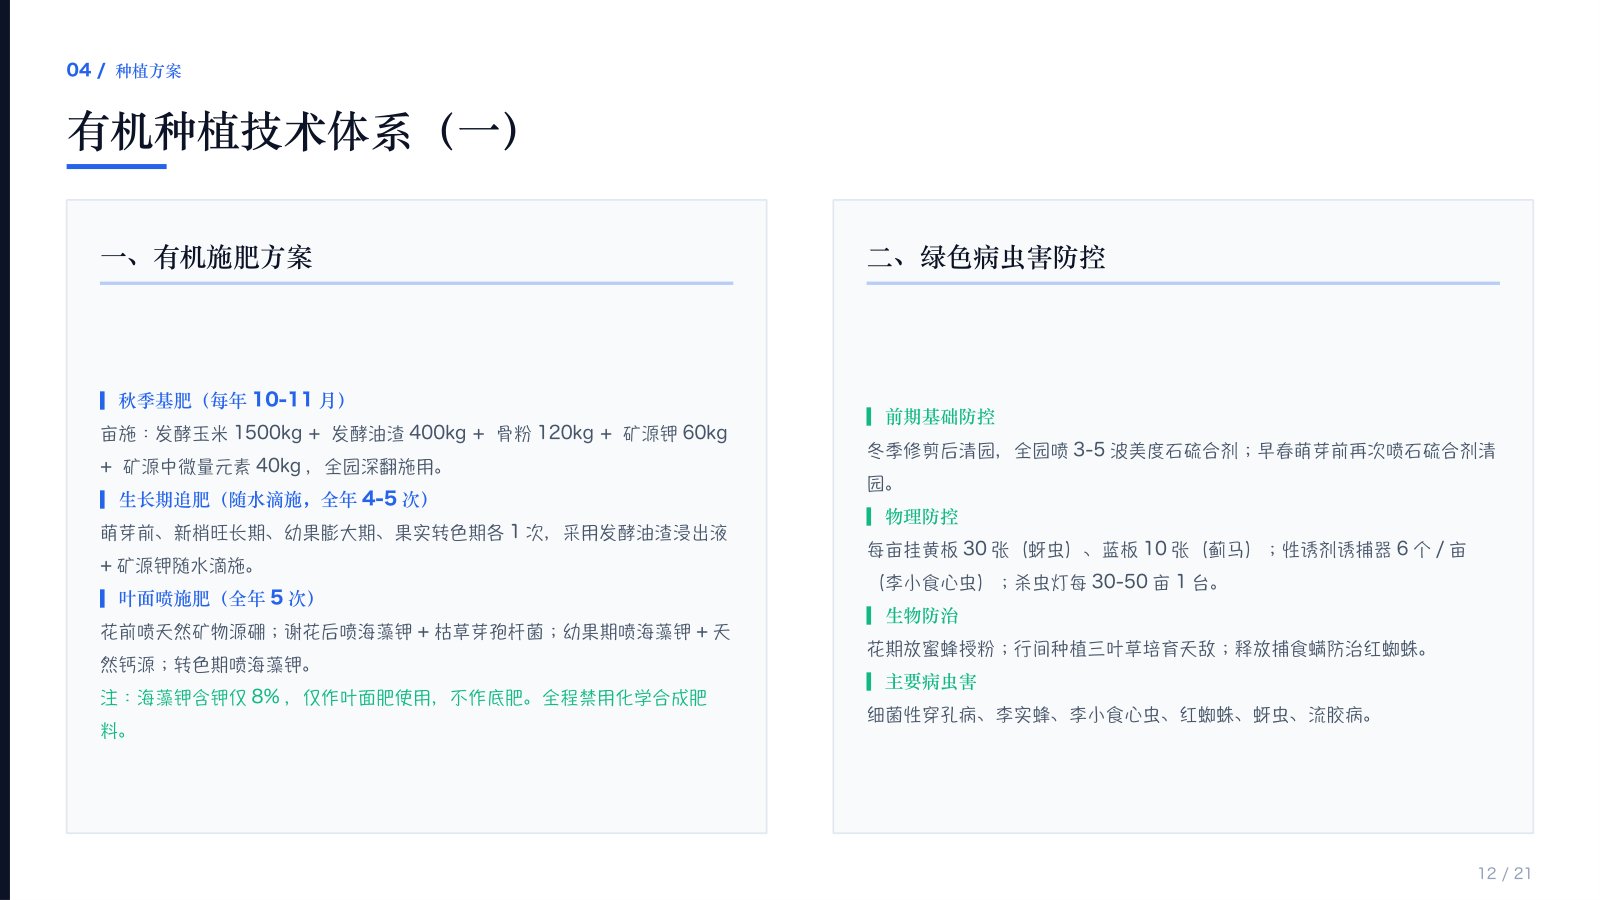 04 / 种植方案
有机种植技术体系（一）
一、有机施肥方案
秋季基肥（每年 10-11 月）
亩施：发酵玉米 1500kg + 发酵油渣 400kg + 骨粉 120kg + 矿源钾 60kg
+ 矿源中微量元素 40kg，全园深翻施用。
生长期追肥（随水滴施，全年 4-5 次）
萌芽前、新梢旺长期、幼果膨大期、果实转色期各 1 次，采用发酵油渣浸出液
+ 矿源钾随水滴施。
叶面喷施肥（全年 5 次）
花前喷天然矿物源硼；谢花后喷海藻钾 + 枯草芽孢杆菌；幼果期喷海藻钾 + 天
然钙源；转色期喷海藻钾。
注：海藻钾含钾仅 8%，仅作叶面肥使用，不作底肥。全程禁用化学合成肥
料。
二、绿色病虫害防控
前期基础防控
冬季修剪后清园，全园喷 3-5 波美度石硫合剂；早春萌芽前再次喷石硫合剂清
园。
物理防控
每亩挂黄板 30 张（蚜虫）、蓝板 10 张（蓟马）；性诱剂诱捕器 6 个 / 亩
（李小食心虫）；杀虫灯每 30-50 亩 1 台。
生物防治
花期放蜜蜂授粉；行间种植三叶草培育天敌；释放捕食螨防治红蜘蛛。
主要病虫害
细菌性穿孔病、李实蜂、李小食心虫、红蜘蛛、蚜虫、流胶病。
12 / 21